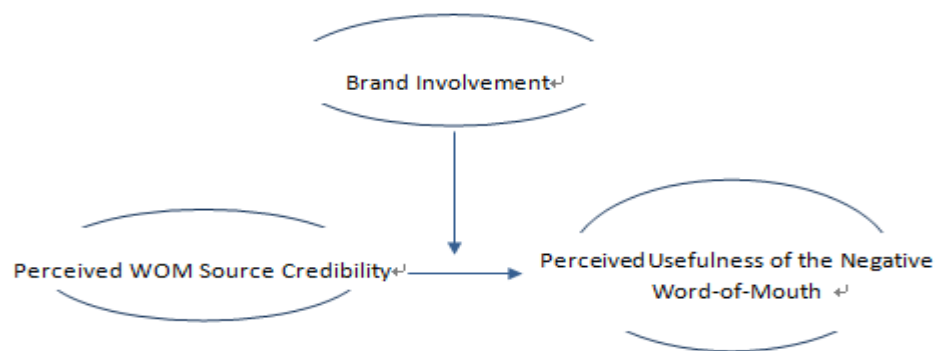 Brand Involvement↵
Perceived WOM Source Credibility↵
Perceived Usefulness of the Negative
Word-of-Mouth ↵